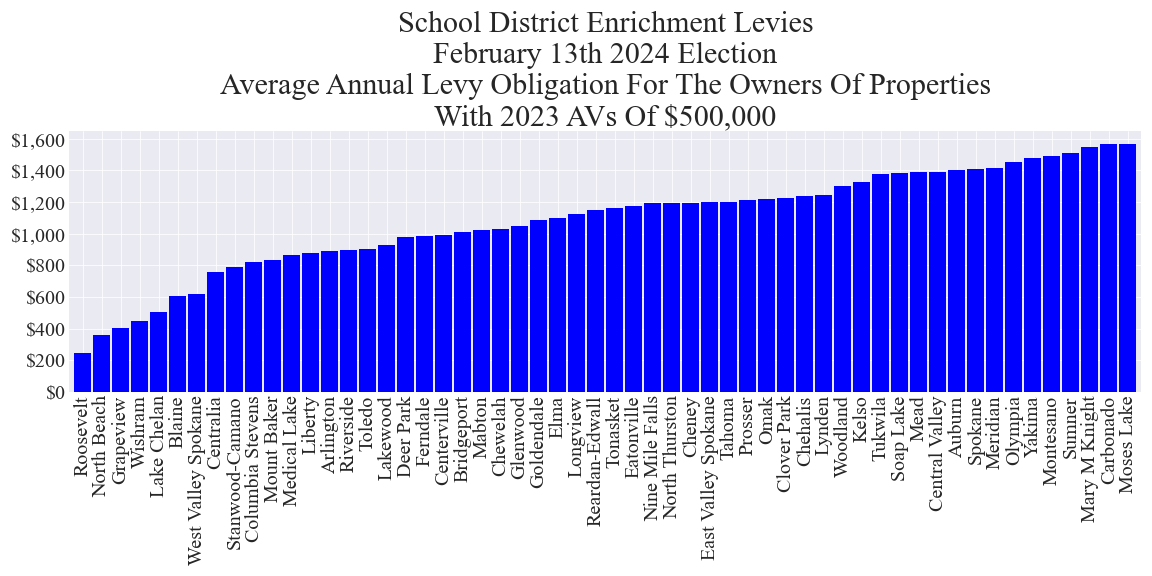 School District Enrichment Levies
February 13th 2024 Election
Average Annual Levy Obligation For The Owners Of Properties
With 2023 AVs Of $500,000
$1,600
$1,400
$1,200
$1,000
$800
$600
$400
$200
$0
Roosevelt
North Beach
Grapeview
Wishram
Lake Chelan
Blaine
West Valley Spokane
Centralia
Stanwood-Camano
Columbia Stevens
Mount Baker
Medical Lake
Liberty
Arlington
Riverside
Toledo
Lakewood
Deer Park
Ferndale
Centerville
Bridgeport
Mabton
Chewelah
Glenwood
Goldendale
Elma
Longview
Reardan-Edwall
Tonasket
Eatonville
Nine Mile Falls
North Thurston
Cheney
East Valley Spokane
Tahoma
Prosser
Omak
Clover Park
Chehalis
Lynden
Woodland
Kelso
Tukwila
Soap Lake
Mead
Central Valley
Auburn
Spokane
Meridian
Olympia
Yakima
Montesano
Sumner
Mary M Knight
Carbonado
Moses Lake